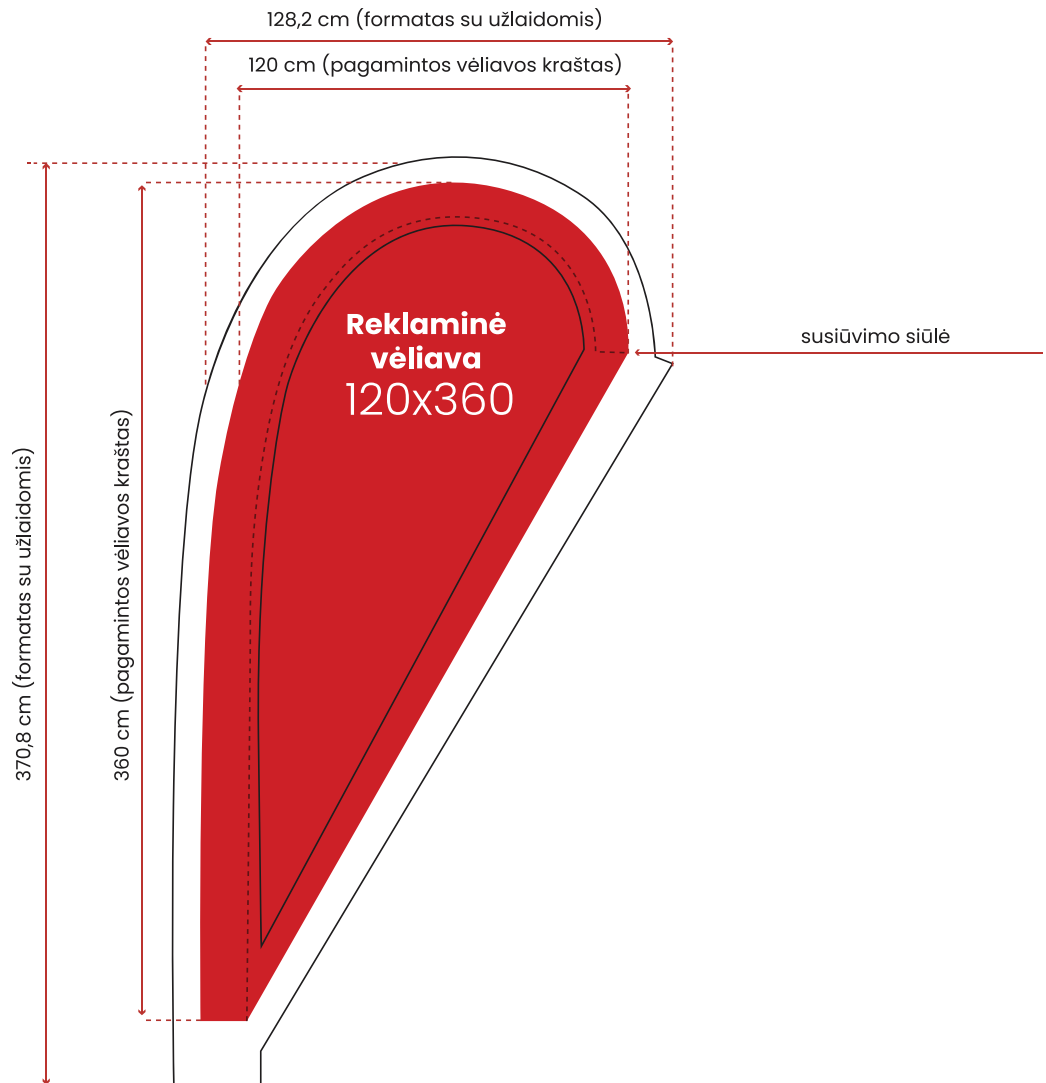 128,2 cm (formatas su užlaidomis)
120 cm (pagamintos vėliavos kraštas)
Reklaminė
vėliava
120x360
susiūvimo siūlė
370,8 cm (formatas su užlaidomis)
360 cm (pagamintos vėliavos kraštas)